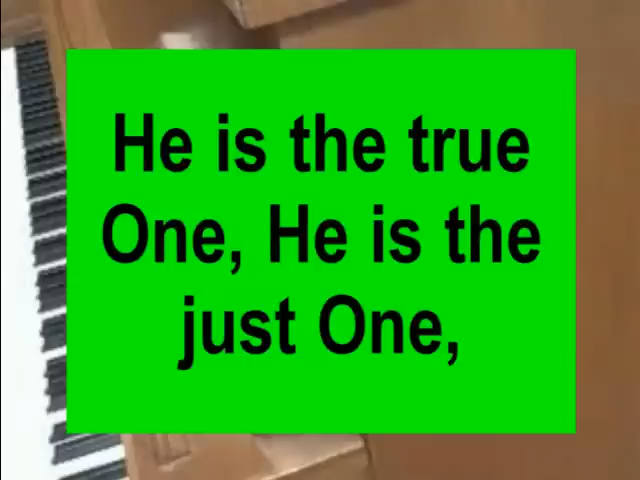 He is the true
One, He is the
just One,